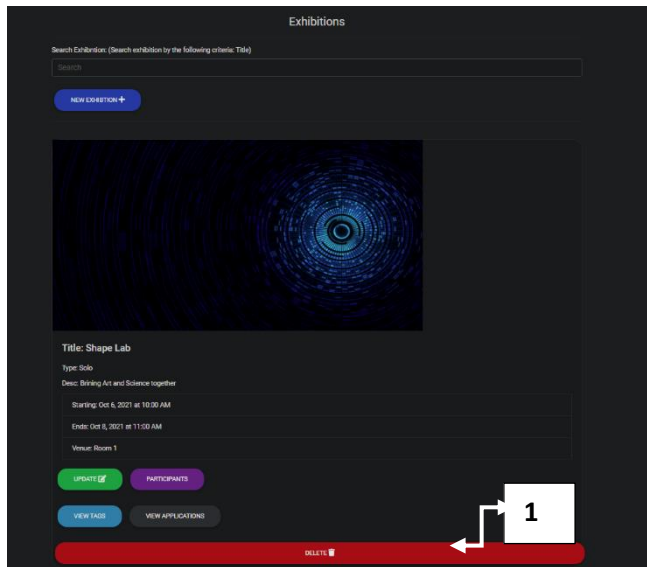 Exhibitions
Search Exhibition: (Search exhibition by the following criteria: Title)
Search
NEW EXHIBITION
Title: Shape Lab
Type: Solo
Desc: Brining Art and Science together
Starting: Oct 6, 2021 at 10:00 AM
Ends: Oct 8, 2021 at 11:00 AM
Venue: Room 1
UPDATE PARTICIPANTS
VIEW TAGS VIEW APPLICATIONS
1
DELETE